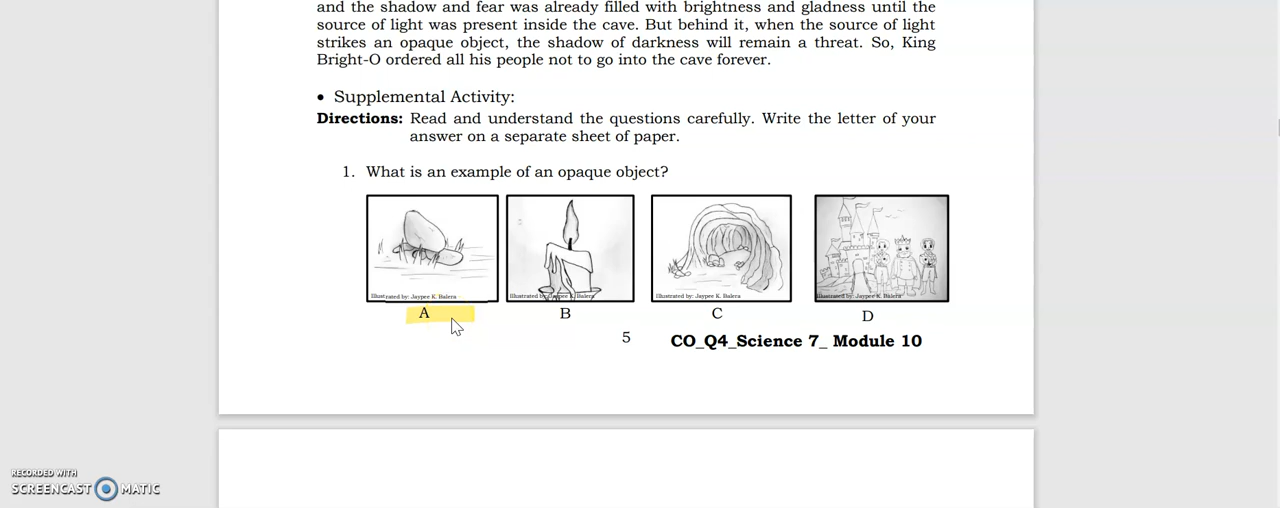 and the shadow and fear was already filled with brightness and gladness until the
source of light was present inside the cave. But behind it, when the source of light
strikes an opaque object, the shadow of darkness will remain a threat. So, King
Bright-O ordered all his people not to go into the cave forever.
• Supplemental Activity:
Directions: Read and understand the questions carefully. Write the letter of your
answer on a separate sheet of paper.
1. What is an example of an opaque object?
Illustrated by: Jaypee K. Balera
Illustrated by: Jaypee K. Balera
Illustrated by: Jaypee K. Balera
Illustrated by: Jaypee K. Balera
A
B
C
D
5
CO_Q4_Science 7_ Module 10
RECORDED WITH
SCREENCAST MATIC